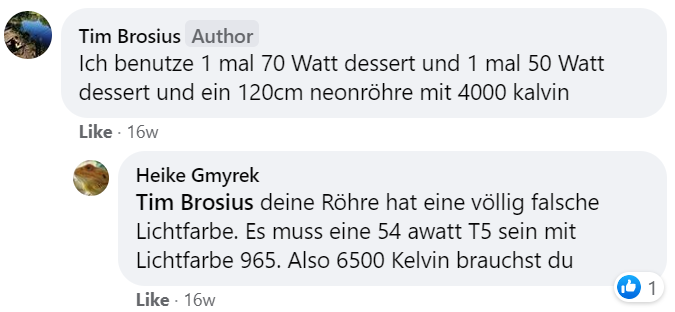 Tim Brosius Author
Ich benutze 1 mal 70 Watt dessert und 1 mal 50 Watt
dessert und ein 120cm neonröhre mit 4000 kalvin
Like · 16w
Heike Gmyrek
Tim Brosius deine Röhre hat eine völlig falsche
Lichtfarbe. Es muss eine 54 awatt T5 sein mit
Lichtfarbe 965. Also 6500 Kelvin brauchst du
1
Like · 16w